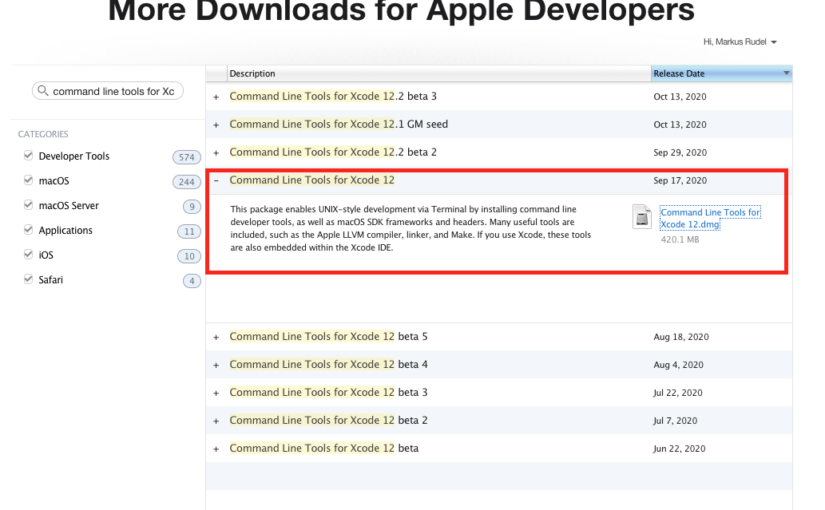 More Downloads for Apple Developers
Hi, Markus Rudel
command line tools for Xc
CATEGORIES
Developer Tools 574
macOS 244
macOS Server 9
Applications 11
iOS 10
Safari 4
Description Release Date
+ Command Line Tools for Xcode 12.2 beta 3 Oct 13, 2020
+ Command Line Tools for Xcode 12.1 GM seed Oct 13, 2020
+ Command Line Tools for Xcode 12.2 beta 2 Sep 29, 2020
− Command Line Tools for Xcode 12 Sep 17, 2020
This package enables UNIX-style development via Terminal by installing command line
developer tools, as well as macOS SDK frameworks and headers. Many useful tools are
included, such as the Apple LLVM compiler, linker, and Make. If you use Xcode, these tools
are also embedded within the Xcode IDE.
Command Line Tools for
Xcode 12.dmg
420.1 MB
+ Command Line Tools for Xcode 12 beta 5 Aug 18, 2020
+ Command Line Tools for Xcode 12 beta 4 Aug 4, 2020
+ Command Line Tools for Xcode 12 beta 3 Jul 22, 2020
+ Command Line Tools for Xcode 12 beta 2 Jul 7, 2020
+ Command Line Tools for Xcode 12 beta Jun 22, 2020